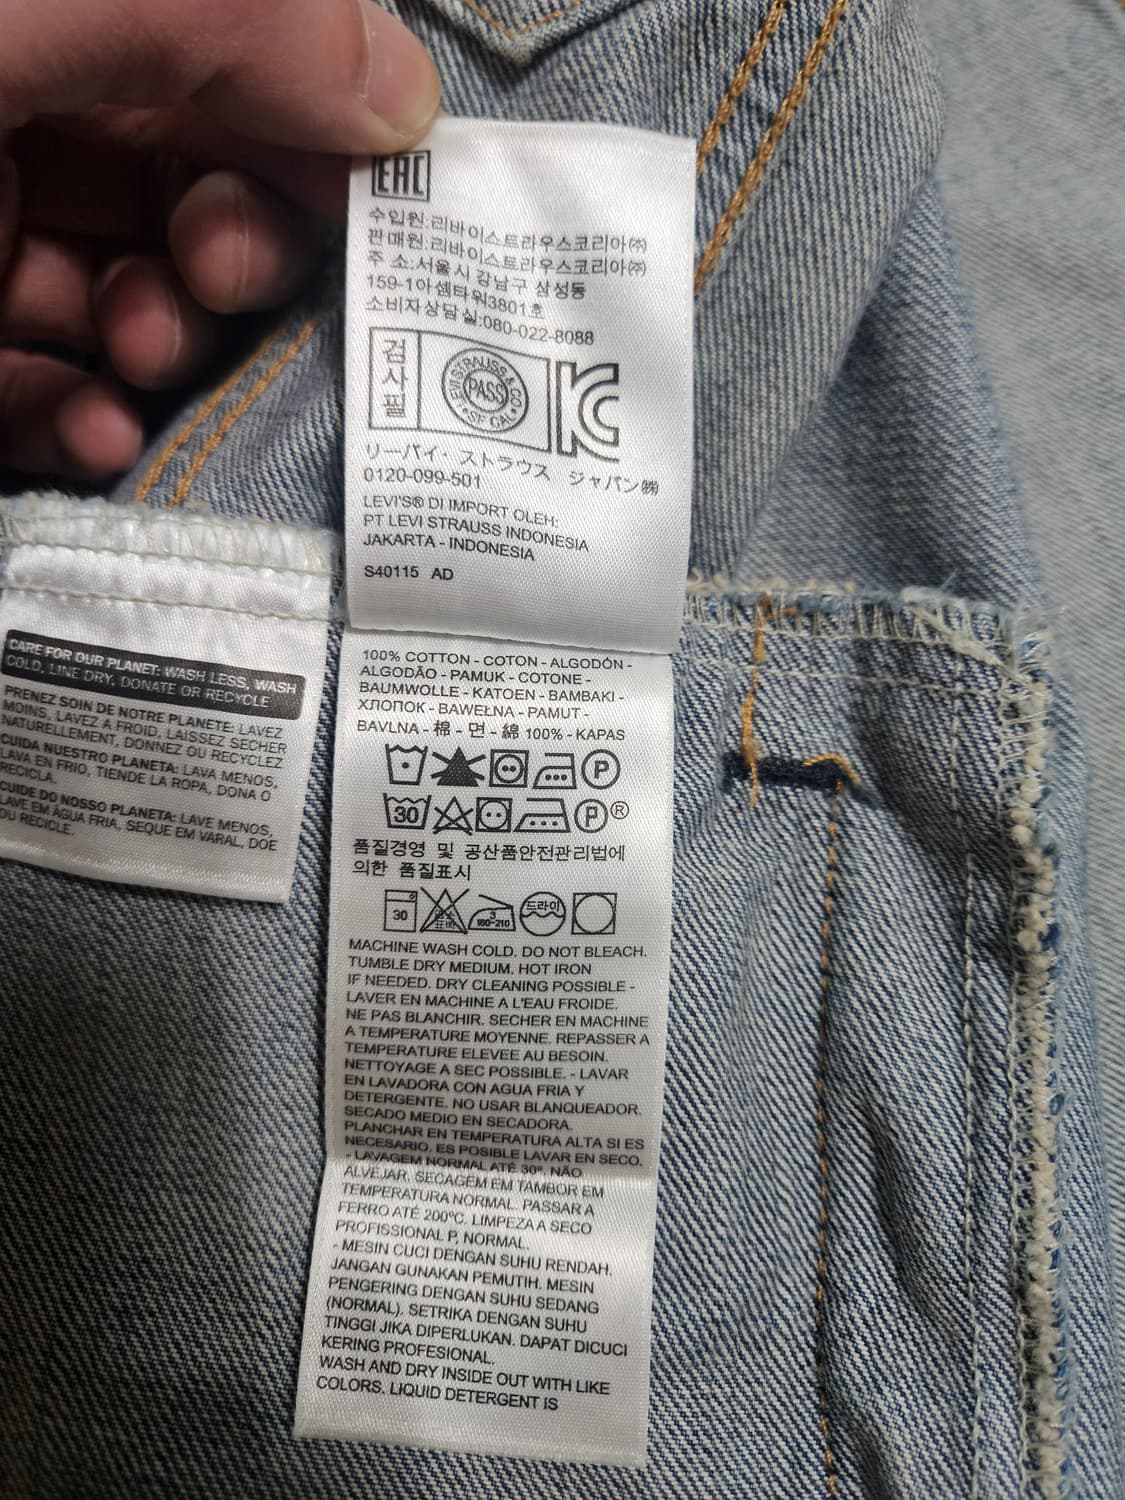 EAC
수입원:리바이스트라우스코리아㈜
판매원:리바이스트라우스코리아㈜
주 소:서울시 강남구 삼성동
159-1아셈타워3801호
소비자상담실:080-022-8088
검사필
LEVI STRAUSS & CO
PASS
SF CAL
KC
リーバイ・ストラウス ジャパン㈱
0120-099-501
LEVI'S® DI IMPORT OLEH:
PT LEVI STRAUSS INDONESIA
JAKARTA - INDONESIA
S40115 AD
CARE FOR OUR PLANET: WASH LESS, WASH
COLD, LINE DRY, DONATE OR RECYCLE
PRENEZ SOIN DE NOTRE PLANETE: LAVEZ
MOINS, LAVEZ A FROID, LAISSEZ SECHER
NATURELLEMENT, DONNEZ OU RECYCLEZ
CUIDA NUESTRO PLANETA: LAVA MENOS,
LAVA EN FRIO, TIENDE LA ROPA, DONA O
RECICLA.
CUIDE DO NOSSO PLANETA: LAVE MENOS,
LAVE EM ÁGUA FRIA, SEQUE EM VARAL, DOE
OU RECICLE.
100% COTTON - COTON - ALGODÓN -
ALGODÃO - PAMUK - COTONE -
BAUMWOLLE - KATOEN - BAMBAKI -
ХЛОПОК - BAWEŁNA - PAMUT -
BAVLNA - 棉 - 면 - 綿 100% - KAPAS
P
30 P®
품질경영 및 공산품안전관리법에
의한 품질표시
30 3 180~210 드라이
MACHINE WASH COLD. DO NOT BLEACH.
TUMBLE DRY MEDIUM. HOT IRON
IF NEEDED. DRY CLEANING POSSIBLE -
LAVER EN MACHINE A L'EAU FROIDE.
NE PAS BLANCHIR. SECHER EN MACHINE
A TEMPERATURE MOYENNE. REPASSER A
TEMPERATURE ELEVEE AU BESOIN.
NETTOYAGE A SEC POSSIBLE. - LAVAR
EN LAVADORA CON AGUA FRIA Y
DETERGENTE. NO USAR BLANQUEADOR.
SECADO MEDIO EN SECADORA.
PLANCHAR EN TEMPERATURA ALTA SI ES
NECESARIO. ES POSIBLE LAVAR EN SECO.
- LAVAGEM NORMAL ATÉ 30°. NÃO
ALVEJAR. SECAGEM EM TAMBOR EM
TEMPERATURA NORMAL. PASSAR A
FERRO ATÉ 200ºC. LIMPEZA A SECO
PROFISSIONAL P, NORMAL.
- MESIN CUCI DENGAN SUHU RENDAH.
JANGAN GUNAKAN PEMUTIH. MESIN
PENGERING DENGAN SUHU SEDANG
(NORMAL). SETRIKA DENGAN SUHU
TINGGI JIKA DIPERLUKAN. DAPAT DICUCI
KERING PROFESIONAL.
WASH AND DRY INSIDE OUT WITH LIKE
COLORS. LIQUID DETERGENT IS